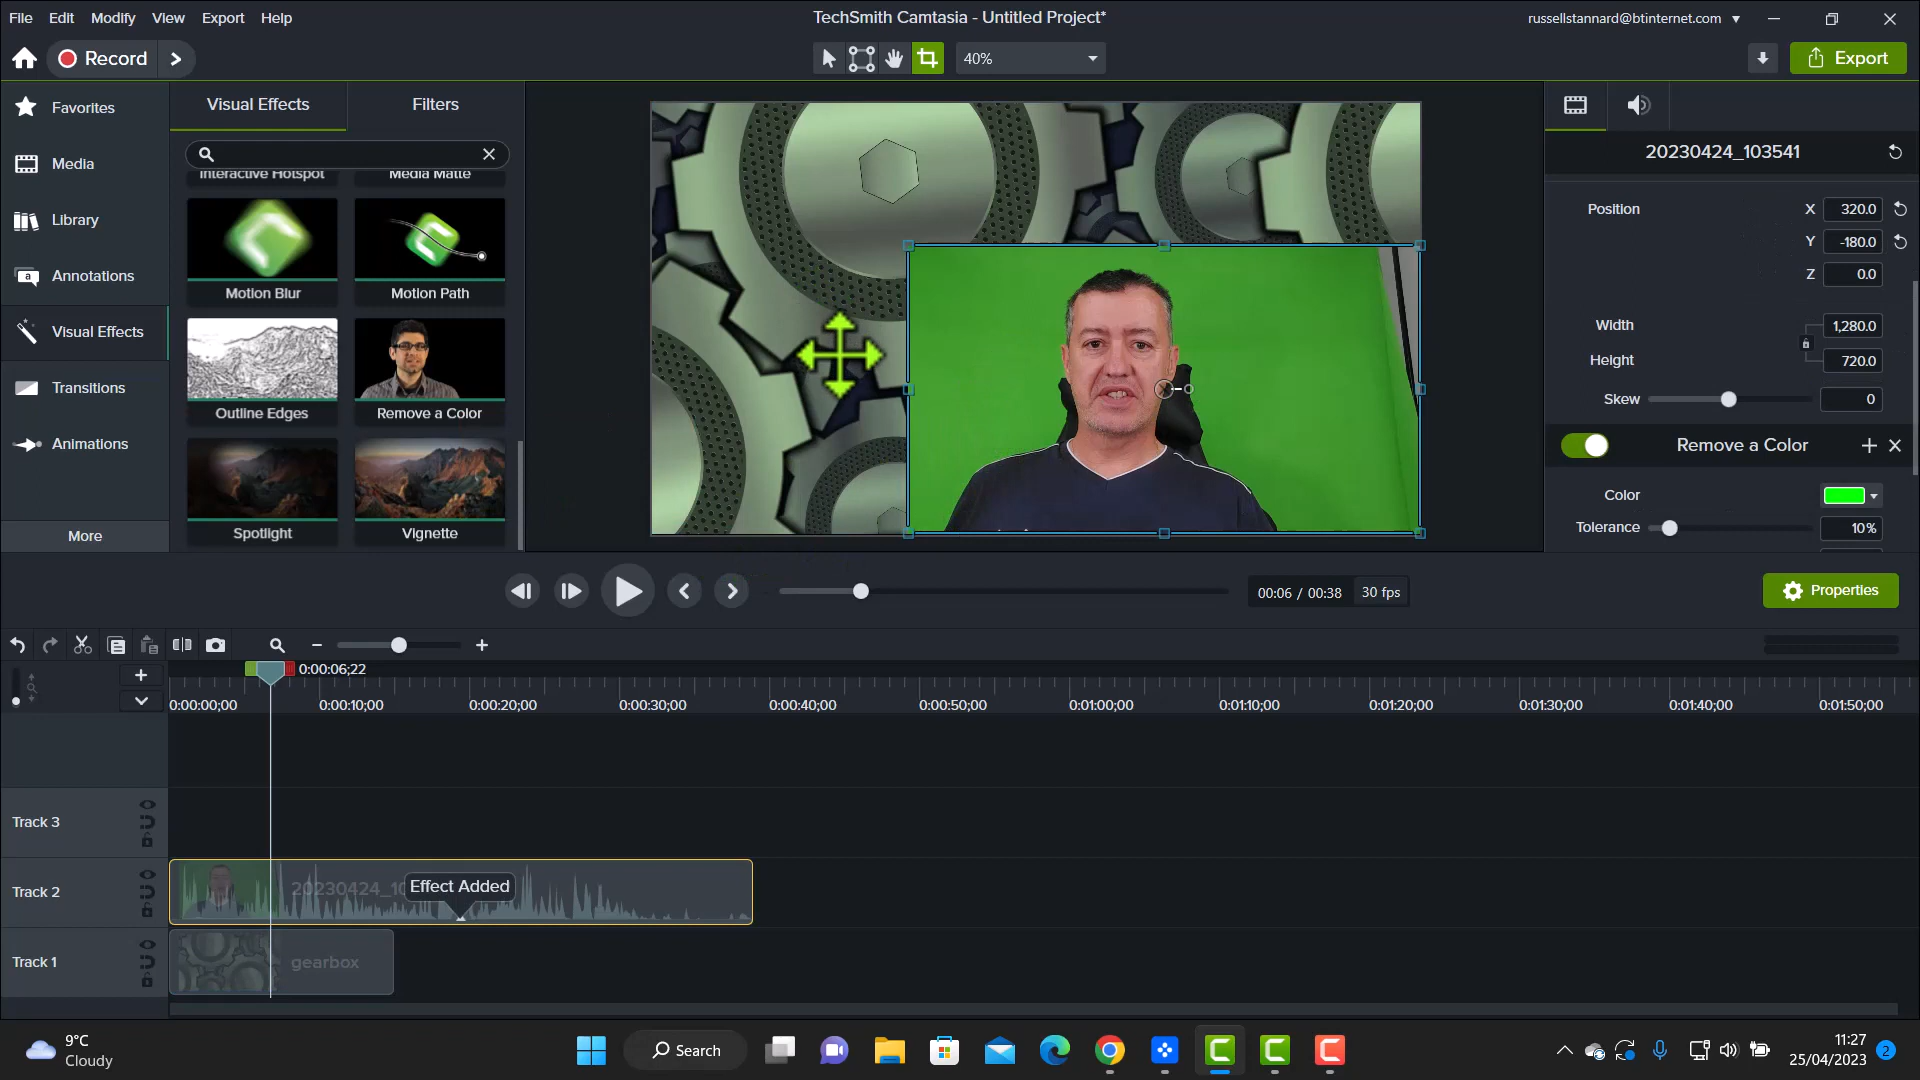 File Edit Modify View Export Help
TechSmith Camtasia - Untitled Project*
russellstannard@btinternet.com
Record
40%
Export
Favorites
Media
Library
Annotations
Visual Effects
Transitions
Animations
More
Visual Effects Filters
Interactive Hotspot Media Matte
Motion Blur Motion Path
Outline Edges Remove a Color
Spotlight Vignette
20230424_103541
Position X 320.0
Y -180.0
Z 0.0
Width 1,280.0
Height 720.0
Skew 0
Remove a Color
Color
Tolerance 10%
00:06 / 00:38 30 fps
Properties
0:00:06;22
0:00:00;00 0:00:10;00 0:00:20;00 0:00:30;00 0:00:40;00 0:00:50;00 0:01:00;00 0:01:10;00 0:01:20;00 0:01:30;00 0:01:40;00 0:01:50;00
Track 3
Track 2
20230424_10
Effect Added
Track 1
gearbox
9°C
Cloudy
Search
11:27
25/04/2023
2